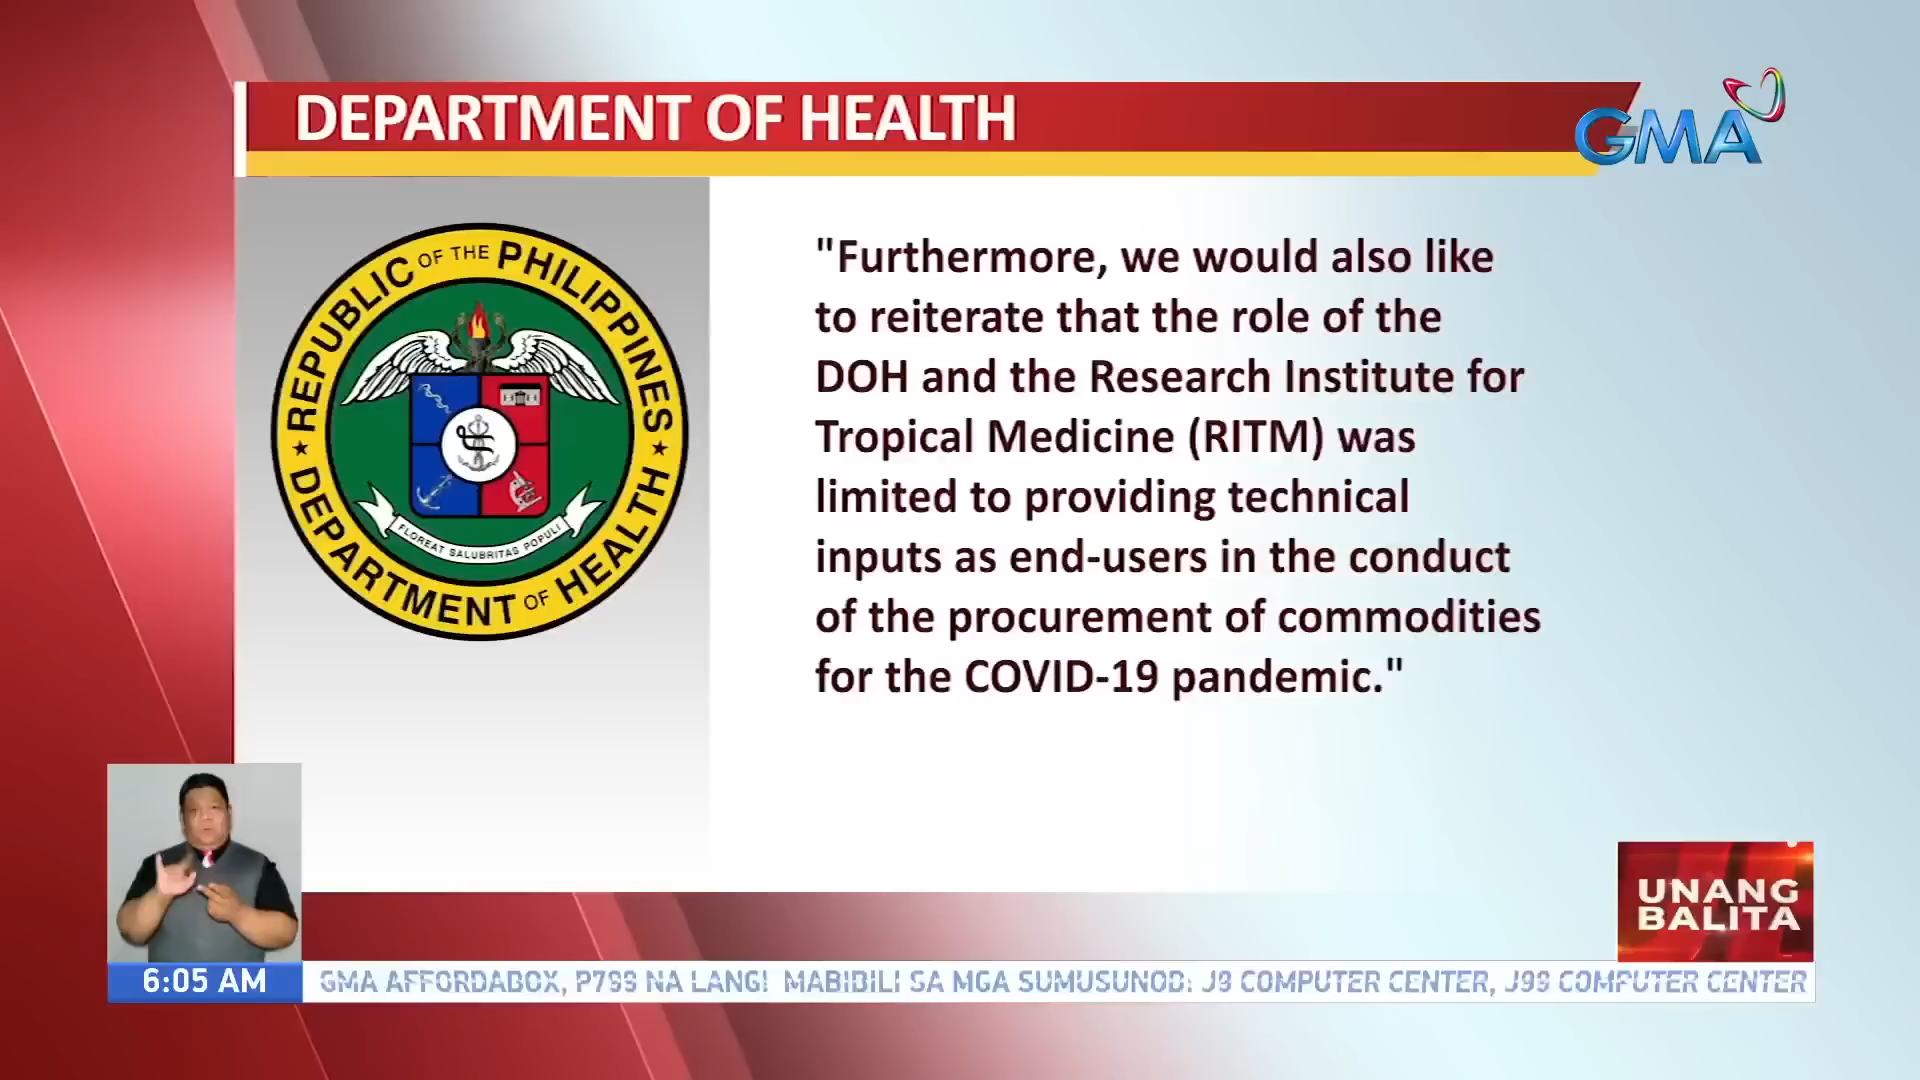 DEPARTMENT OF HEALTH
GMA
REPUBLIC OF THE PHILIPPINES
DEPARTMENT OF HEALTH
FLOREAT SALUBRITAS POPULI
"Furthermore, we would also like
to reiterate that the role of the
DOH and the Research Institute for
Tropical Medicine (RITM) was
limited to providing technical
inputs as end-users in the conduct
of the procurement of commodities
for the COVID-19 pandemic."
UNANG
BALITA
6:05 AM
GMA AFFORDABOX, P799 NA LANG! MABIBILI SA MGA SUMUSUNOD: J9 COMPUTER CENTER, J98 COMPUTER CENTER